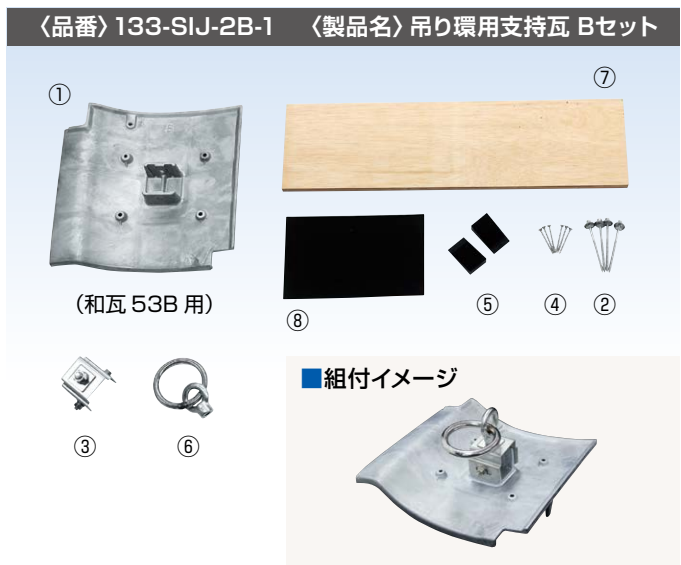 〈品番〉133-SIJ-2B-1 〈製品名〉吊り環用支持瓦 Bセット
①
⑦
（和瓦 53B 用）
⑧
⑤
④
②
③
⑥
■組付イメージ